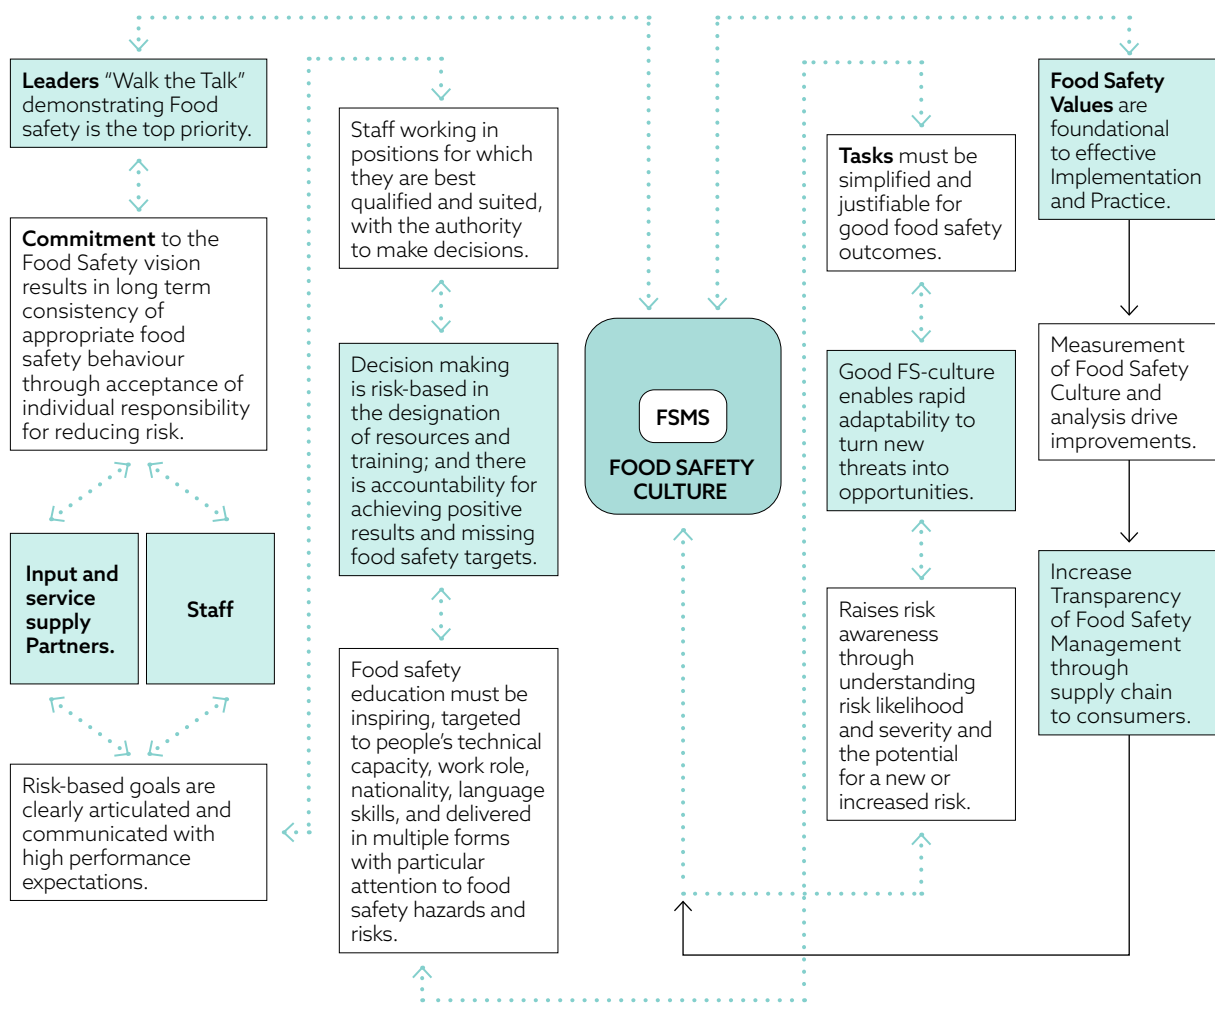 Leaders “Walk the Talk”
demonstrating Food
safety is the top priority.
Commitment to the
Food Safety vision
results in long term
consistency of
appropriate food
safety behaviour
through acceptance of
individual responsibility
for reducing risk.
Input and
service
supply
Partners.
Staff
Risk-based goals are
clearly articulated and
communicated with
high performance
expectations.
Staff working in
positions for which
they are best
qualified and suited,
with the authority
to make decisions.
Decision making
is risk-based in
the designation
of resources and
training; and there
is accountability for
achieving positive
results and missing
food safety targets.
Food safety
education must be
inspiring, targeted
to people’s technical
capacity, work role,
nationality, language
skills, and delivered
in multiple forms
with particular
attention to food
safety hazards and
risks.
FSMS
FOOD SAFETY
CULTURE
Tasks must be
simplified and
justifiable for
good food safety
outcomes.
Good FS-culture
enables rapid
adaptability to
turn new
threats into
opportunities.
Raises risk
awareness
through
understanding
risk likelihood
and severity and
the potential
for a new or
increased risk.
Food Safety
Values are
foundational
to effective
Implementation
and Practice.
Measurement
of Food Safety
Culture and
analysis drive
improvements.
Increase
Transparency
of Food Safety
Management
through
supply chain
to consumers.